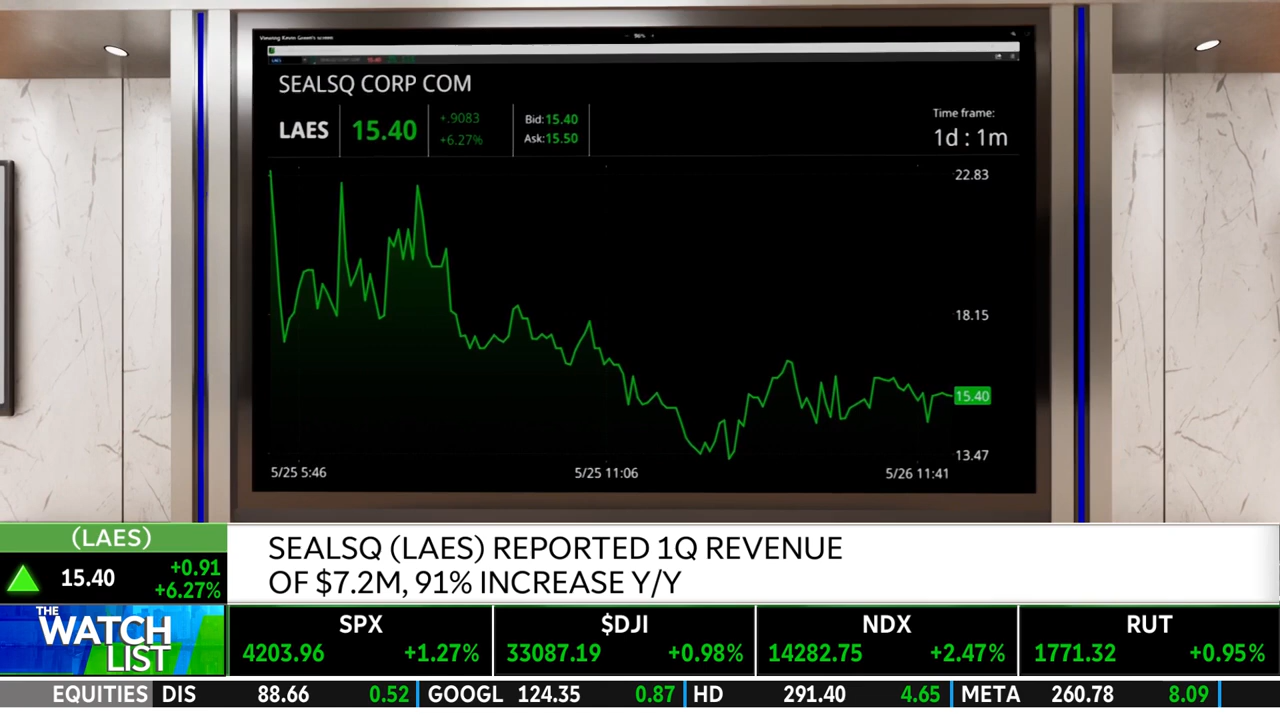 Viewing Kevin Green's screen
90%
SEALSQ CORP COM
LAES 15.40
+.9083
+6.27%
Bid:15.40
Ask:15.50
Time frame:
1d : 1m
22.83
18.15
15.40
13.47
5/25 5:46 5/25 11:06 5/26 11:41
(LAES)
15.40
+0.91
+6.27%
SEALSQ (LAES) REPORTED 1Q REVENUE
OF $7.2M, 91% INCREASE Y/Y
THE
WATCH
LIST
SPX
4203.96 +1.27%
$DJI
33087.19 +0.98%
NDX
14282.75 +2.47%
RUT
1771.32 +0.95%
EQUITIES DIS 88.66 0.52 GOOGL 124.35 0.87 HD 291.40 4.65 META 260.78 8.09